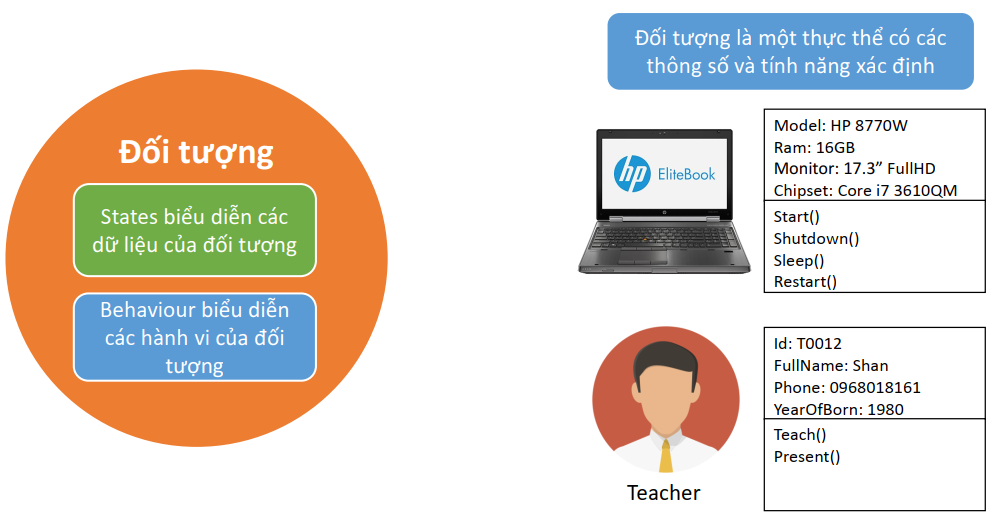 Đối tượng
States biểu diễn các
dữ liệu của đối tượng
Behaviour biểu diễn
các hành vi của đối
tượng
Đối tượng là một thực thể có các
thông số và tính năng xác định
hp EliteBook
Model: HP 8770W
Ram: 16GB
Monitor: 17.3” FullHD
Chipset: Core i7 3610QM
Start()
Shutdown()
Sleep()
Restart()
Teacher
Id: T0012
FullName: Shan
Phone: 0968018161
YearOfBorn: 1980
Teach()
Present()